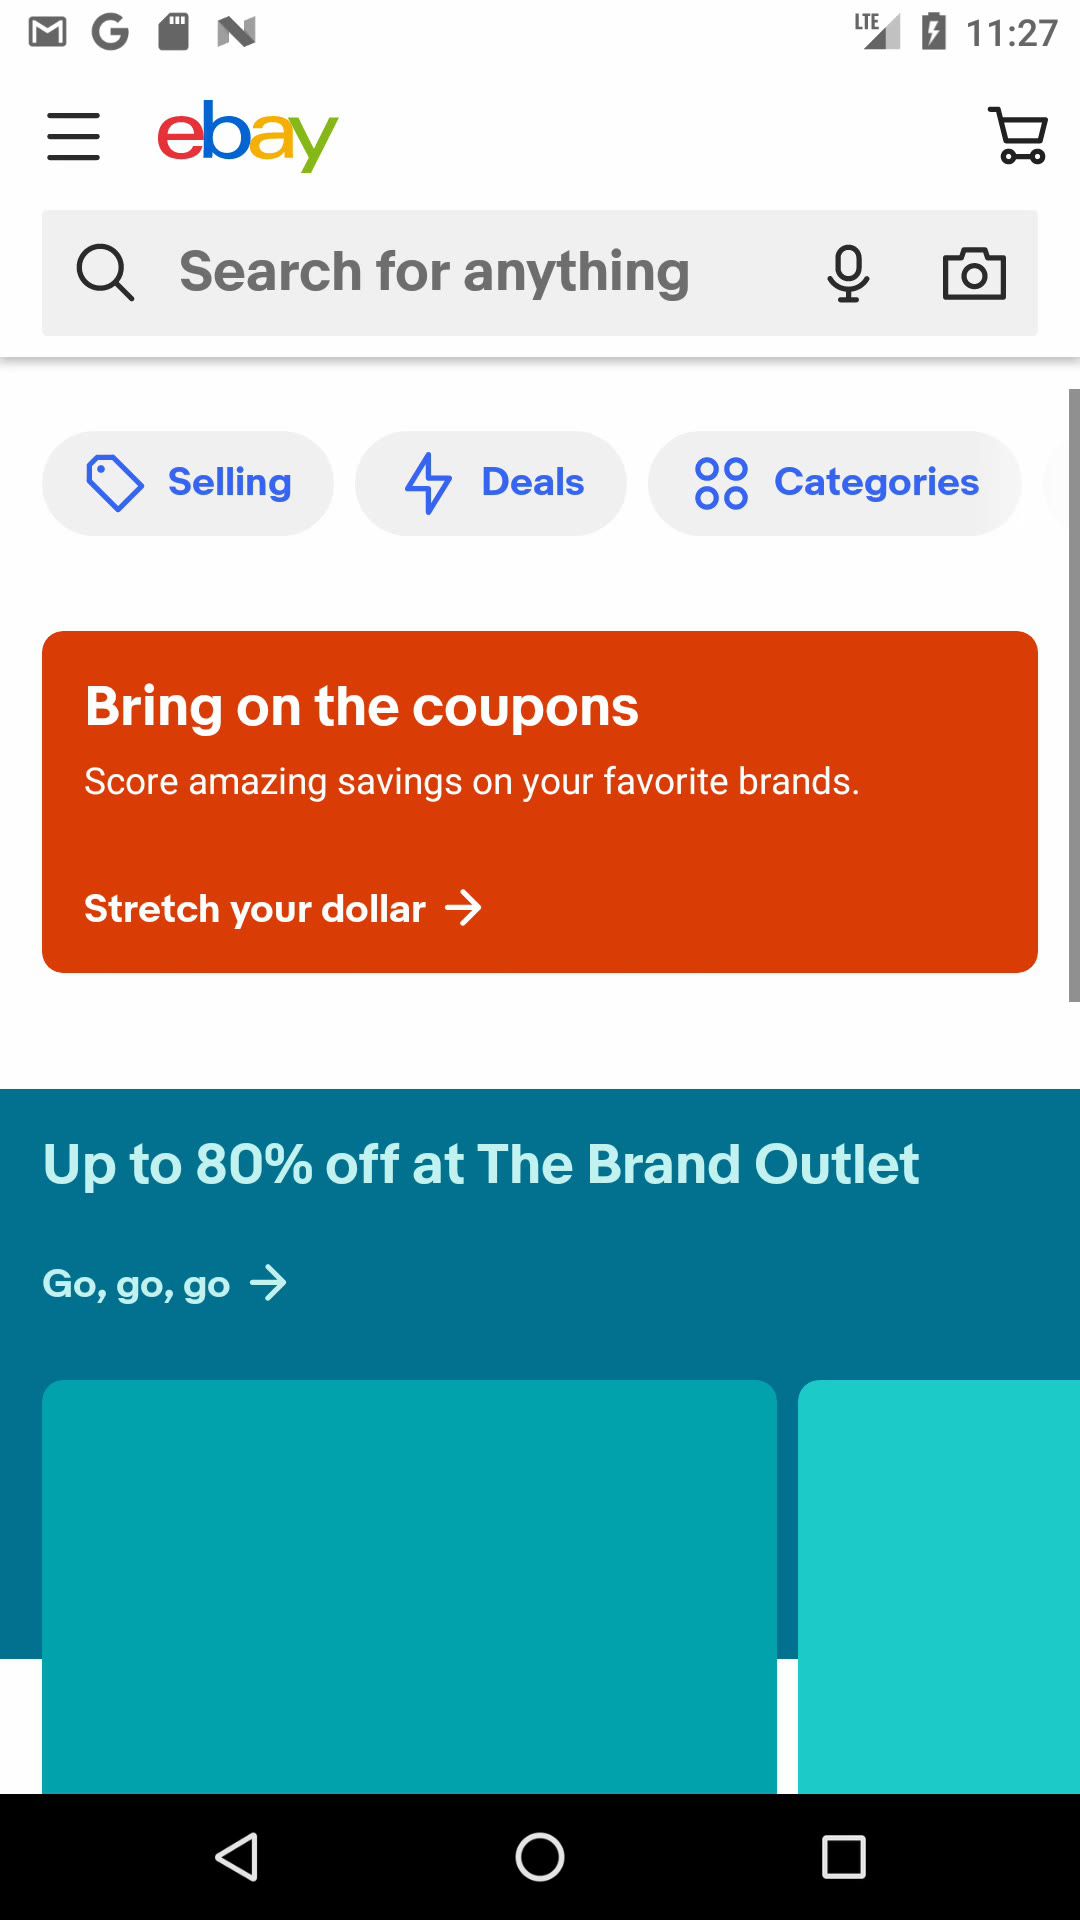 LTE 11:27
ebay
Search for anything
Selling Deals Categories
Bring on the coupons
Score amazing savings on your favorite brands.
Stretch your dollar
Up to 80% off at The Brand Outlet
Go, go, go